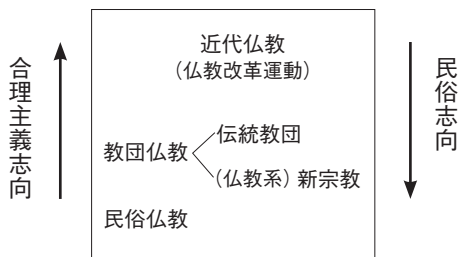 合理主義志向
近代仏教
（仏教改革運動）
教団仏教
伝統教団
（仏教系）新宗教
民俗仏教
民俗志向